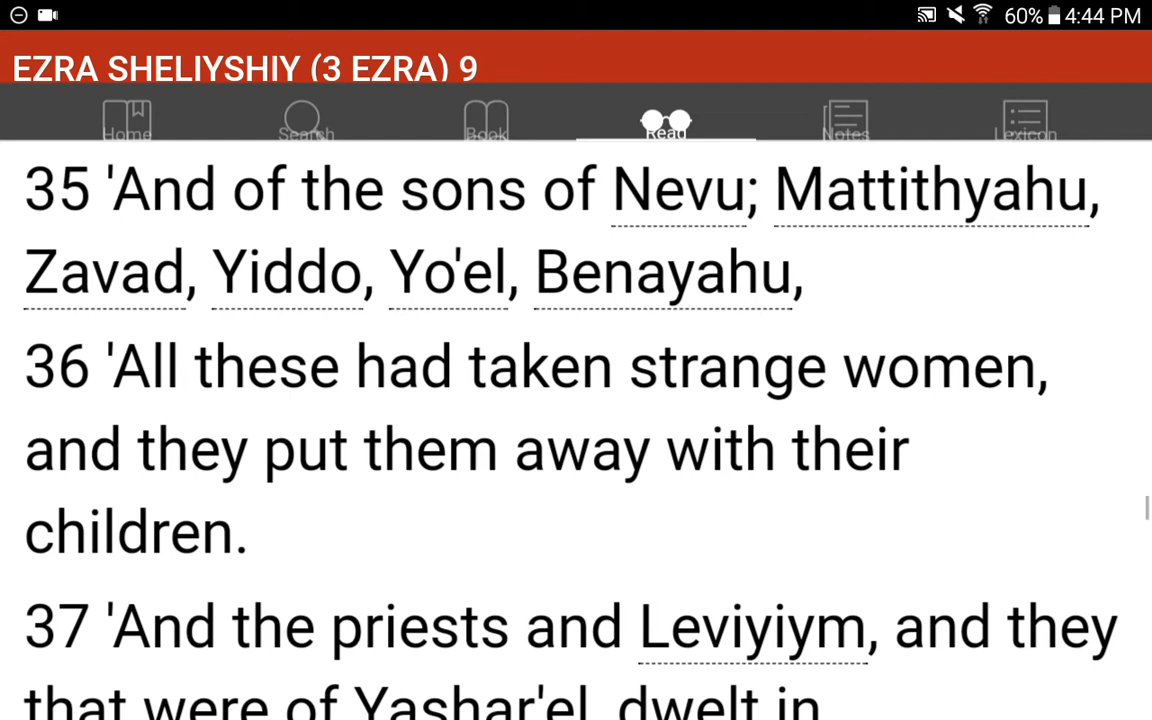 60% 4:44 PM
EZRA SHELIYSHIY (3 EZRA) 9
Home Search Book Read Notes Lexicon
35 'And of the sons of Nevu; Mattithyahu,
Zavad, Yiddo, Yo'el, Benayahu,
36 'All these had taken strange women,
and they put them away with their
children.
37 'And the priests and Leviyiym, and they
that were of Yashar'el, dwelt in